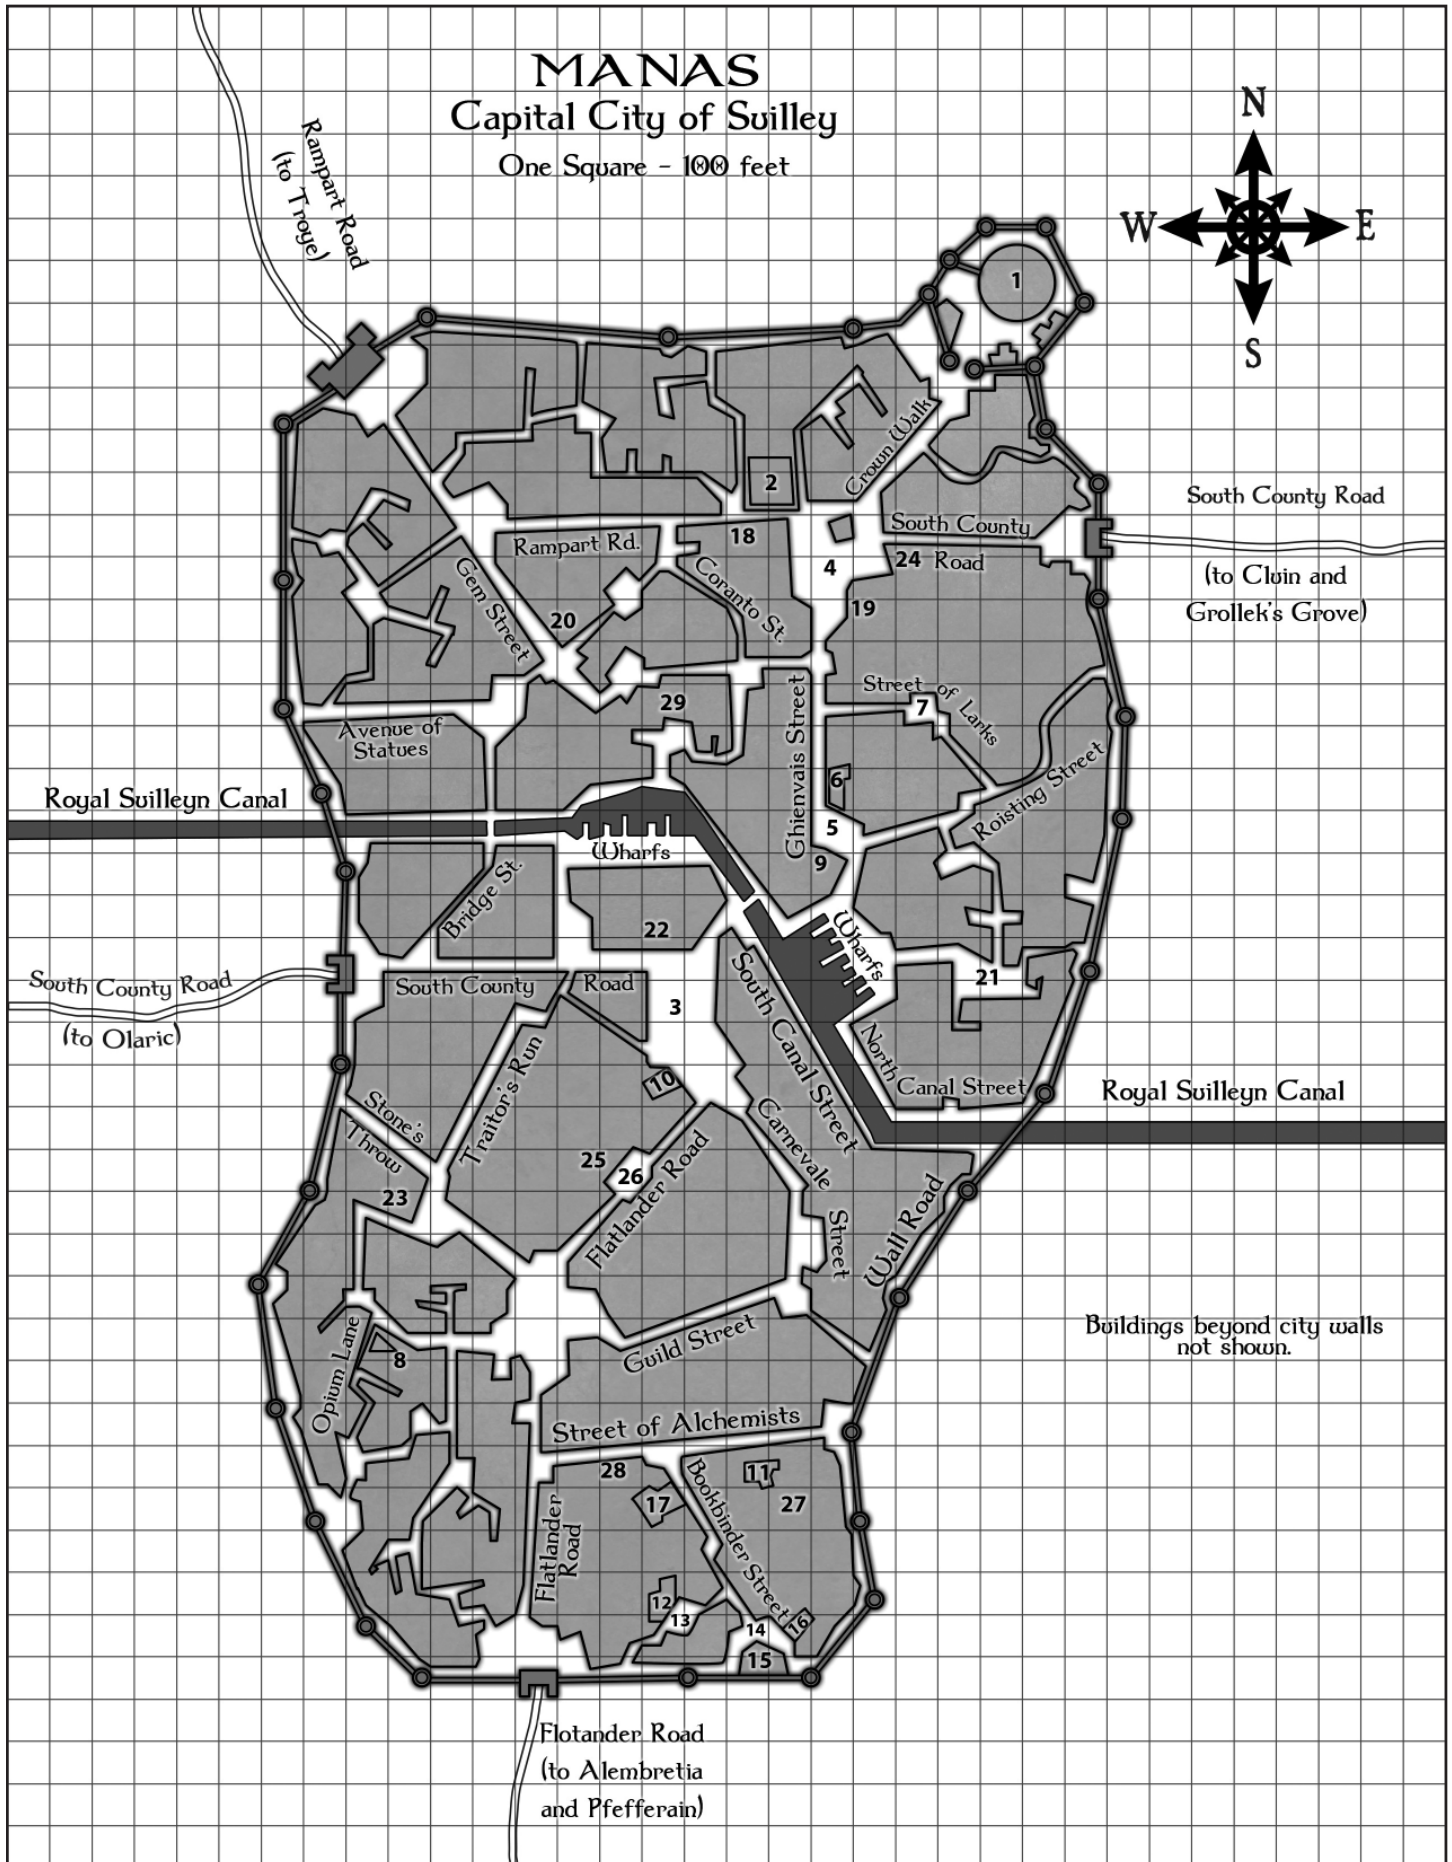 MANAS
Capital City of Suilley
One Square - 100 feet
N
W
E
S
Rampart Road
(to Troye)
1
2
Crown Walk
South County Road
(to Cluin and
Grollek's Grove)
South County
Road
24
18
4
19
Rampart Rd.
Coranto St.
20
Gem Street
29
Street of Larks
7
Avenue of
Statues
Ghienvais Street
6
5
9
Roisting Street
Royal Suilleyn Canal
Wharfs
Bridge St.
22
Wharfs
21
South County Road
(to Olaric)
South County
Road
3
South Canal Street
North
Canal Street
Royal Suilleyn Canal
10
Traitor's Run
Stone's
Throw
23
25
26
Flatlander Road
Carnevale
Street
Wall Road
Buildings beyond city walls
not shown.
Guild Street
Opium Lane
8
Street of Alchemists
28
17
11
27
Bookbinder Street
Flatlander
Road
12
13
14
16
15
Flotander Road
(to Alembretia
and Pfefferain)